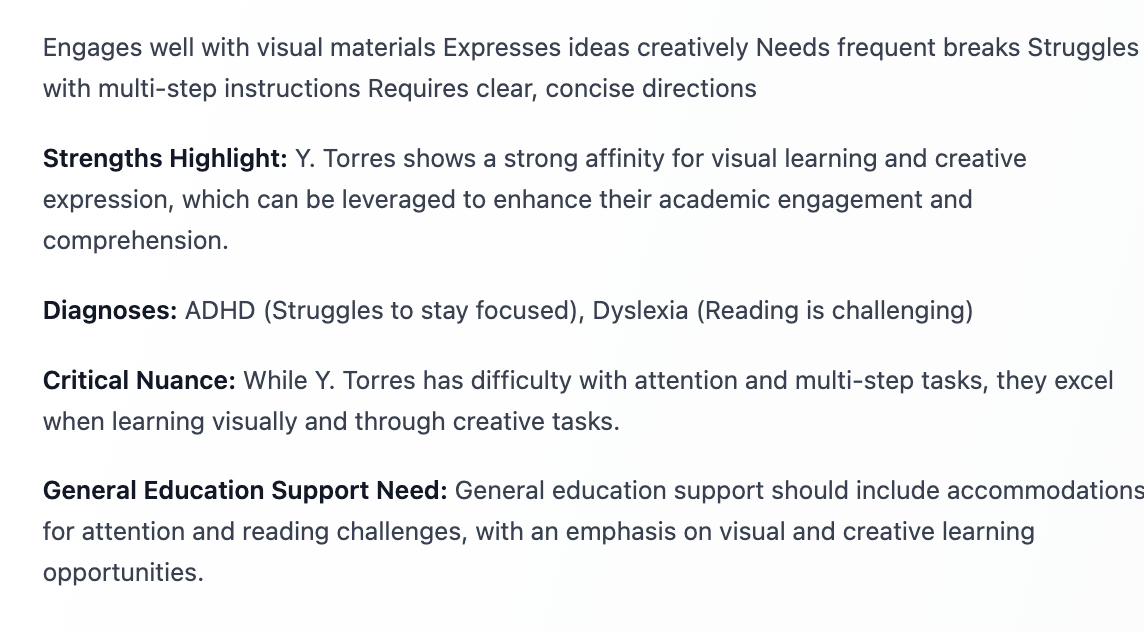 Engages well with visual materials Expresses ideas creatively Needs frequent breaks Struggles
with multi-step instructions Requires clear, concise directions
Strengths Highlight: Y. Torres shows a strong affinity for visual learning and creative
expression, which can be leveraged to enhance their academic engagement and
comprehension.
Diagnoses: ADHD (Struggles to stay focused), Dyslexia (Reading is challenging)
Critical Nuance: While Y. Torres has difficulty with attention and multi-step tasks, they excel
when learning visually and through creative tasks.
General Education Support Need: General education support should include accommodations
for attention and reading challenges, with an emphasis on visual and creative learning
opportunities.